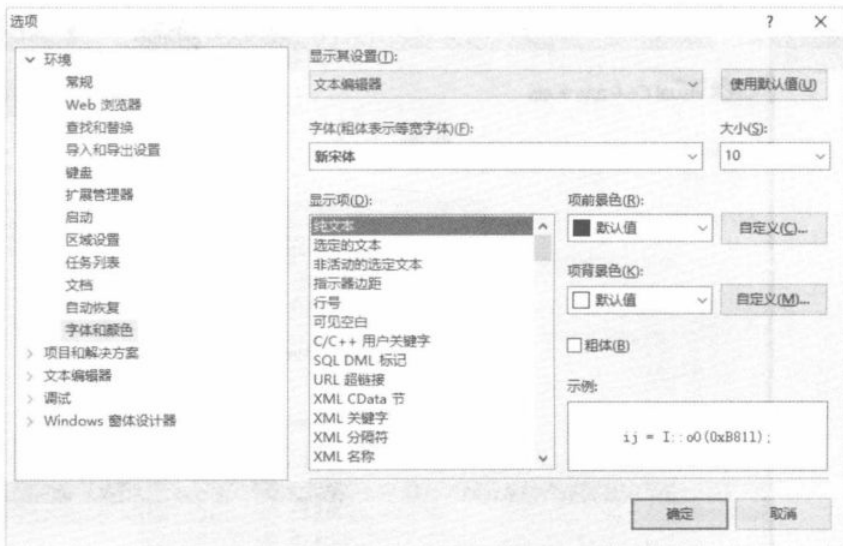 选项
? ×
环境
常规
Web 浏览器
查找和替换
导入和导出设置
键盘
扩展管理器
启动
区域设置
任务列表
文档
自动恢复
字体和颜色
项目和解决方案
文本编辑器
调试
Windows 窗体设计器
显示其设置(T):
文本编辑器
使用默认值(U)
字体(粗体表示等宽字体)(F):
大小(S):
新宋体
10
显示项(D):
纯文本
选定的文本
非活动的选定文本
指示器边距
行号
可见空白
C/C++ 用户关键字
SQL DML 标记
URL 超链接
XML CData 节
XML 关键字
XML 分隔符
XML 名称
项前景色(R):
默认值
自定义(C)...
项背景色(K):
默认值
自定义(M)...
粗体(B)
示例:
ij = I::oO(0xB81l);
确定
取消